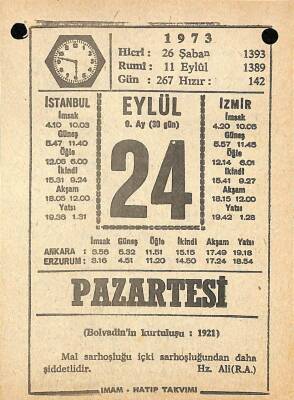 1973
Hicrî: 26 Şaban 1393
Rumî: 11 Eylûl 1389
Gün: 267 Hızır: 142
İSTANBUL
İmsak
4.10 10.03
Güneş
5.47 11.40
Öğle
12.06 6.00
İkindi
15.31 9.24
Akşam
18.05 12.00
Yatsı
19.36 1.31
EYLÜL
9. Ay (30 gün)
24
İZMİR
İmsak
4.20 10.06
Güneş
5.57 11.45
Öğle
12.14 6.01
İkindi
15.41 9.27
Akşam
18.15 12.00
Yatsı
19.42 1.28
İmsak Güneş Öğle İkindi Akşam Yatsı
ANKARA: 3.56 5.32 11.51 15.15 17.49 19.18
ERZURUM: 3.16 4.51 11.20 14.50 17.24 18.54
PAZARTESİ
(Bolvadin'in kurtuluşu: 1921)
Mal sarhoşluğu içki sarhoşluğundan daha
şiddetlidir. Hz. Ali(R.A.)
İMAM - HATİP TAKVİMİ